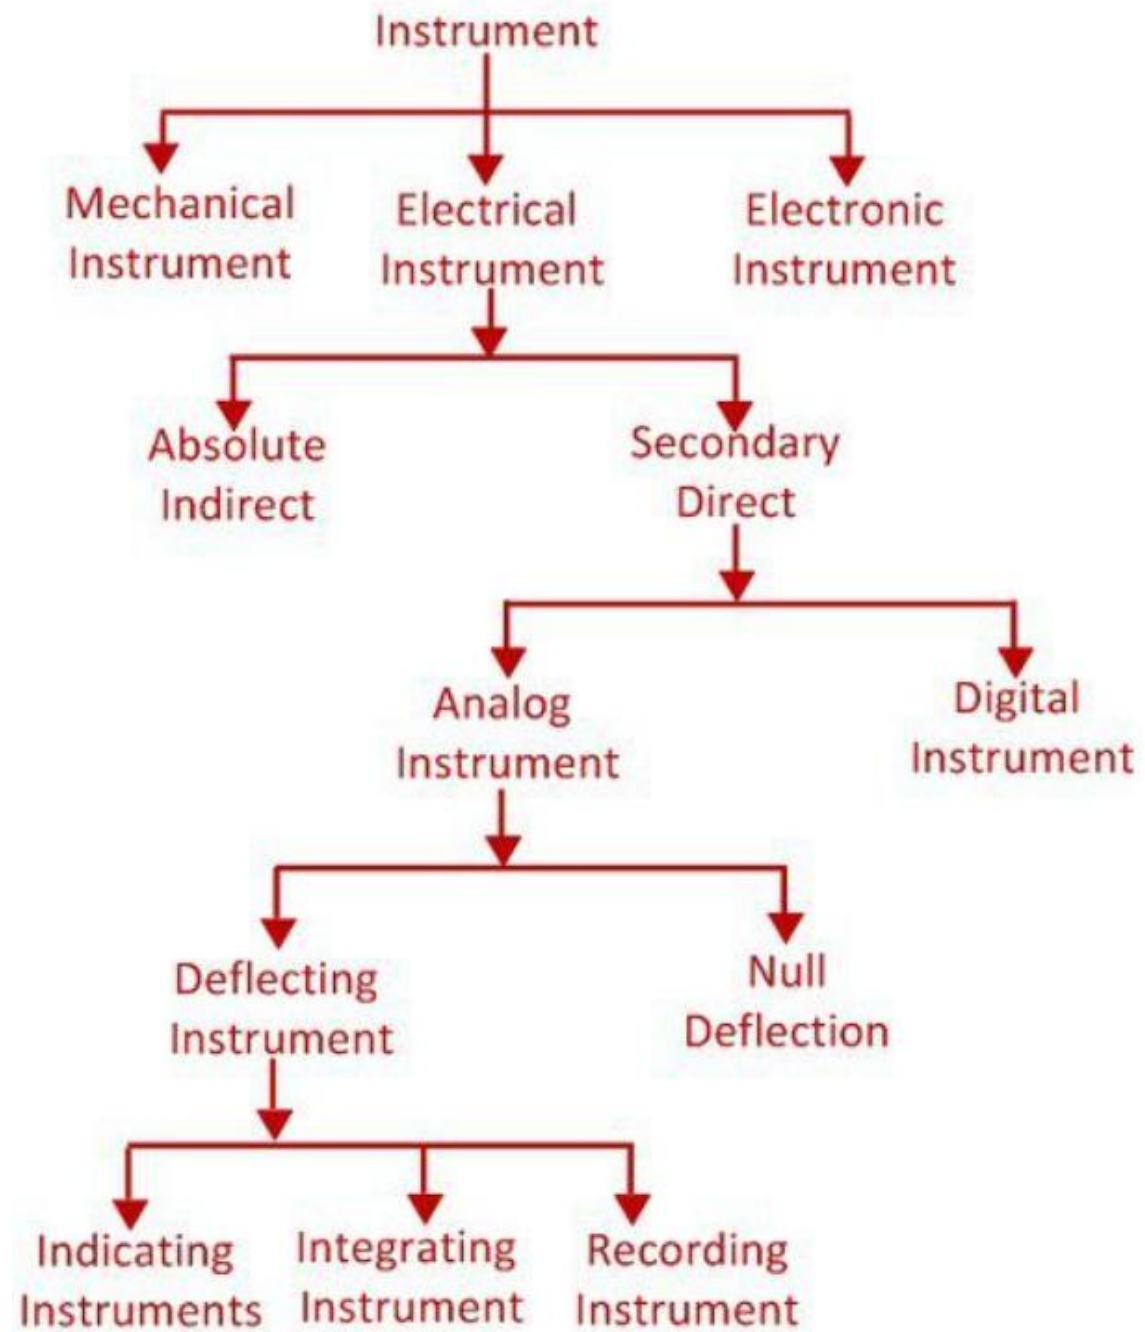 Instrument
Mechanical
Instrument
Electrical
Instrument
Electronic
Instrument
Absolute
Indirect
Secondary
Direct
Analog
Instrument
Digital
Instrument
Deflecting
Instrument
Null
Deflection
Indicating
Instruments
Integrating
Instrument
Recording
Instrument